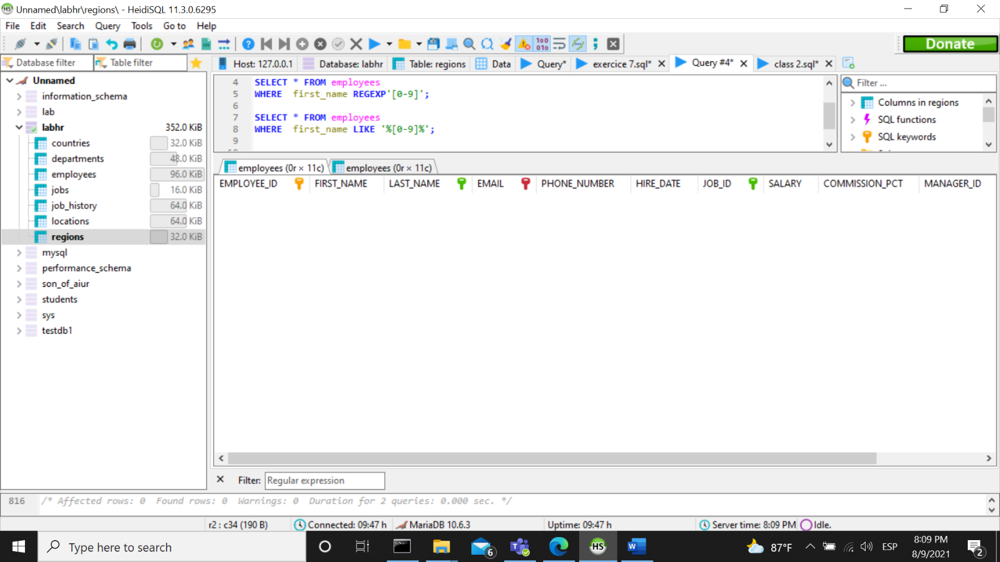 Unnamed\labhr\regions\ - HeidiSQL 11.3.0.6295
File Edit Search Query Tools Go to Help
Donate
Database filter Table filter
Host: 127.0.0.1 Database: labhr Table: regions Data Query* exercice 7.sql* Query #4* class 2.sql*
Unnamed
information_schema
lab
labhr 352.0 KiB
countries 32.0 KiB
departments 48.0 KiB
employees 96.0 KiB
jobs 16.0 KiB
job_history 64.0 KiB
locations 64.0 KiB
regions 32.0 KiB
mysql
performance_schema
son_of_aiur
students
sys
testdb1
4 SELECT * FROM employees
5 WHERE first_name REGEXP'[0-9]';
6
7 SELECT * FROM employees
8 WHERE first_name LIKE '%[0-9]%';
9
Filter ...
Columns in regions
SQL functions
SQL keywords
employees (0r × 11c) employees (0r × 11c)
EMPLOYEE_ID FIRST_NAME LAST_NAME EMAIL PHONE_NUMBER HIRE_DATE JOB_ID SALARY COMMISSION_PCT MANAGER_ID
Filter: Regular expression
816 /* Affected rows: 0 Found rows: 0 Warnings: 0 Duration for 2 queries: 0.000 sec. */
r2 : c34 (190 B) Connected: 09:47 h MariaDB 10.6.3 Uptime: 09:47 h Server time: 8:09 PM Idle.
Type here to search
6
87°F ESP
8:09 PM
8/9/2021
2